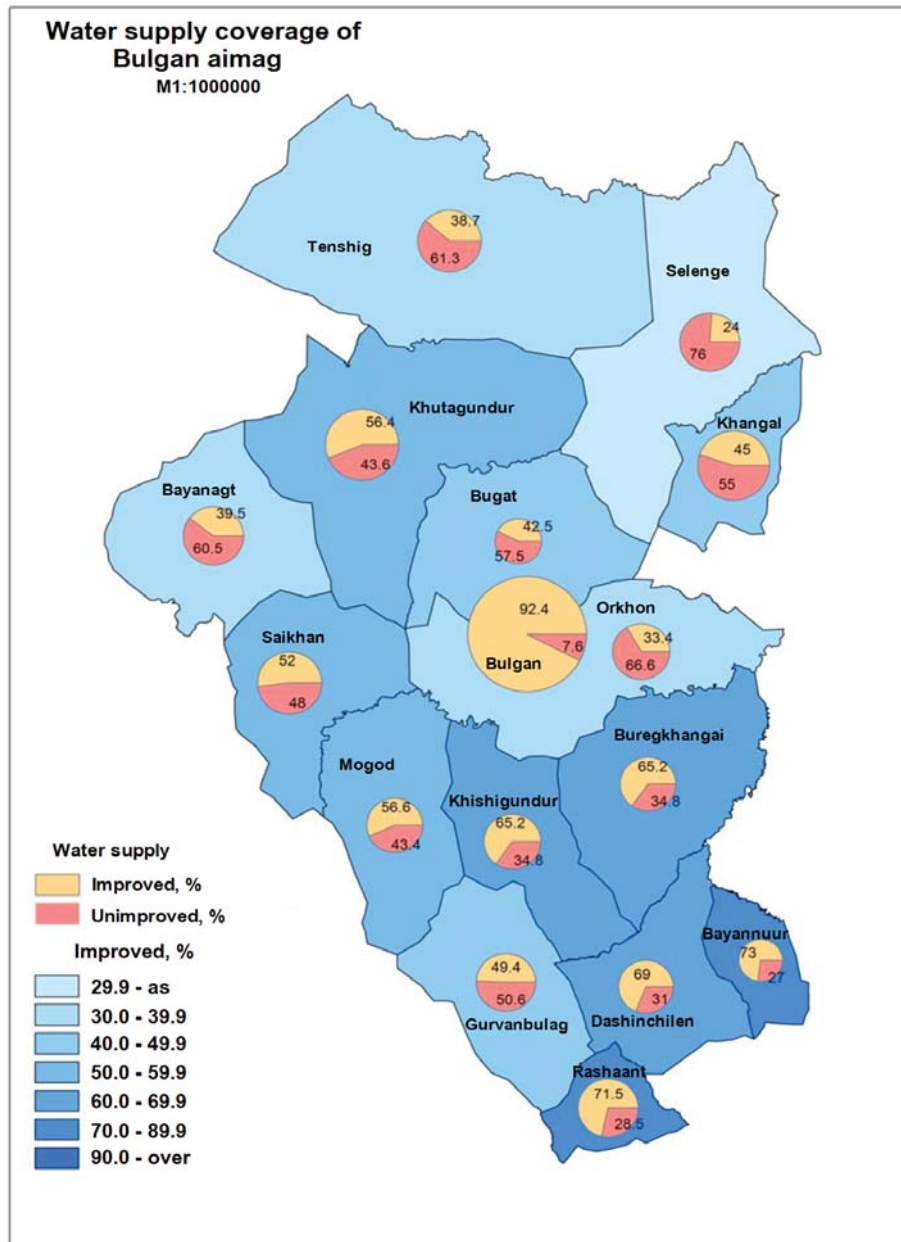 Water supply coverage of
Bulgan aimag
M1:1000000
38.7
Tenshig
61.3
Selenge
24
76
Khutagundur
56.4
43.6
Khangal
45
55
Bayanagt
39.5
60.5
Bugat
42.5
57.5
92.4
7.6
Bulgan
Orkhon
33.4
66.6
Saikhan
52
48
Buregkhangai
65.2
34.8
Mogod
56.6
43.4
Khishigundur
65.2
34.8
Bayannuur
73
27
49.4
50.6
Gurvanbulag
69
31
Dashinchilen
Rashaant
71.5
28.5
Water supply
Improved, %
Unimproved, %
Improved, %
29.9 - as
30.0 - 39.9
40.0 - 49.9
50.0 - 59.9
60.0 - 69.9
70.0 - 89.9
90.0 - over